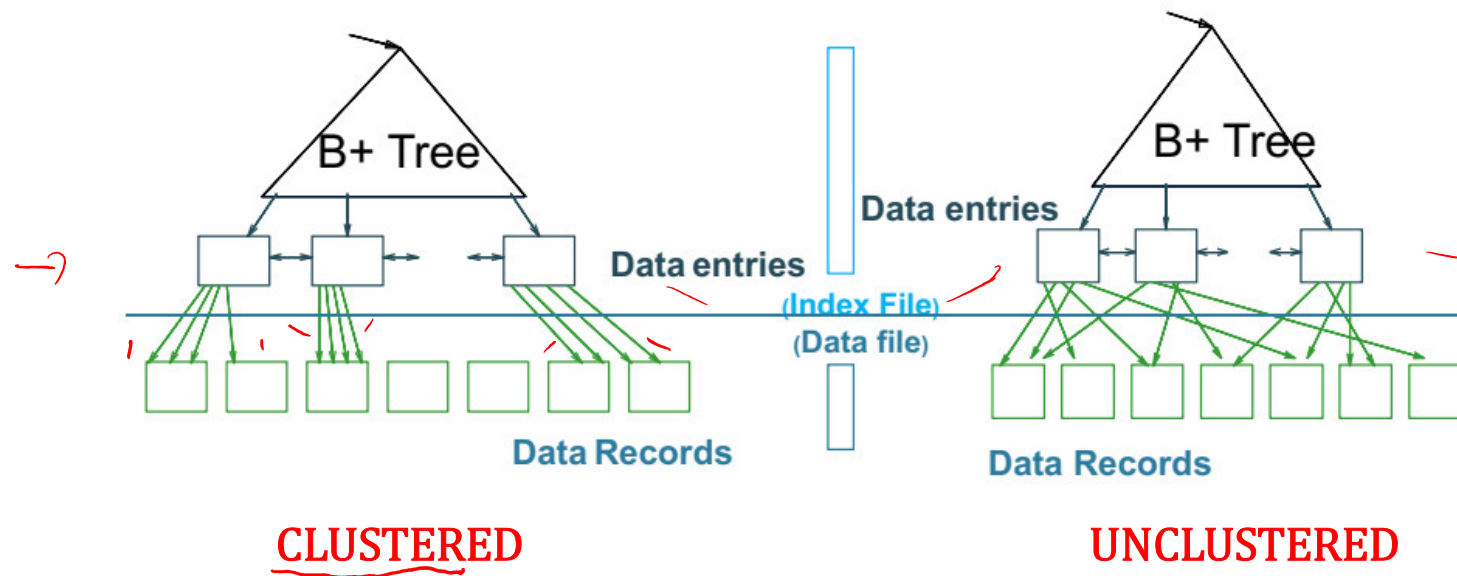 B+ Tree
Data entries
(Index File)
(Data file)
Data Records
CLUSTERED
B+ Tree
Data entries
Data Records
UNCLUSTERED